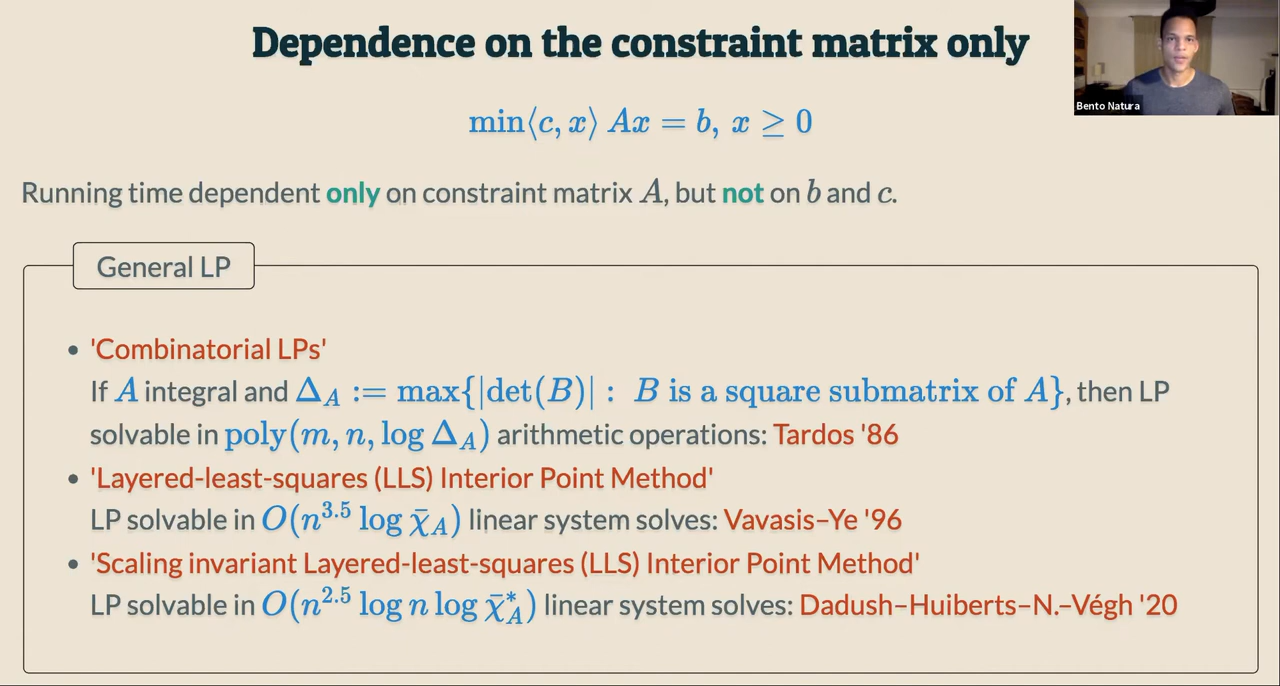 Dependence on the constraint matrix only
Bento Natura
min⟨c, x⟩ Ax = b, x ≥ 0
Running time dependent only on constraint matrix A, but not on b and c.
General LP
• 'Combinatorial LPs'
If A integral and Δ_A := max{|det(B)| : B is a square submatrix of A}, then LP
solvable in poly(m, n, log Δ_A) arithmetic operations: Tardos '86
• 'Layered-least-squares (LLS) Interior Point Method'
LP solvable in O(n^3.5 log χ̄_A) linear system solves: Vavasis–Ye '96
• 'Scaling invariant Layered-least-squares (LLS) Interior Point Method'
LP solvable in O(n^2.5 log n log χ̄*_A) linear system solves: Dadush–Huiberts–N.–Végh '20